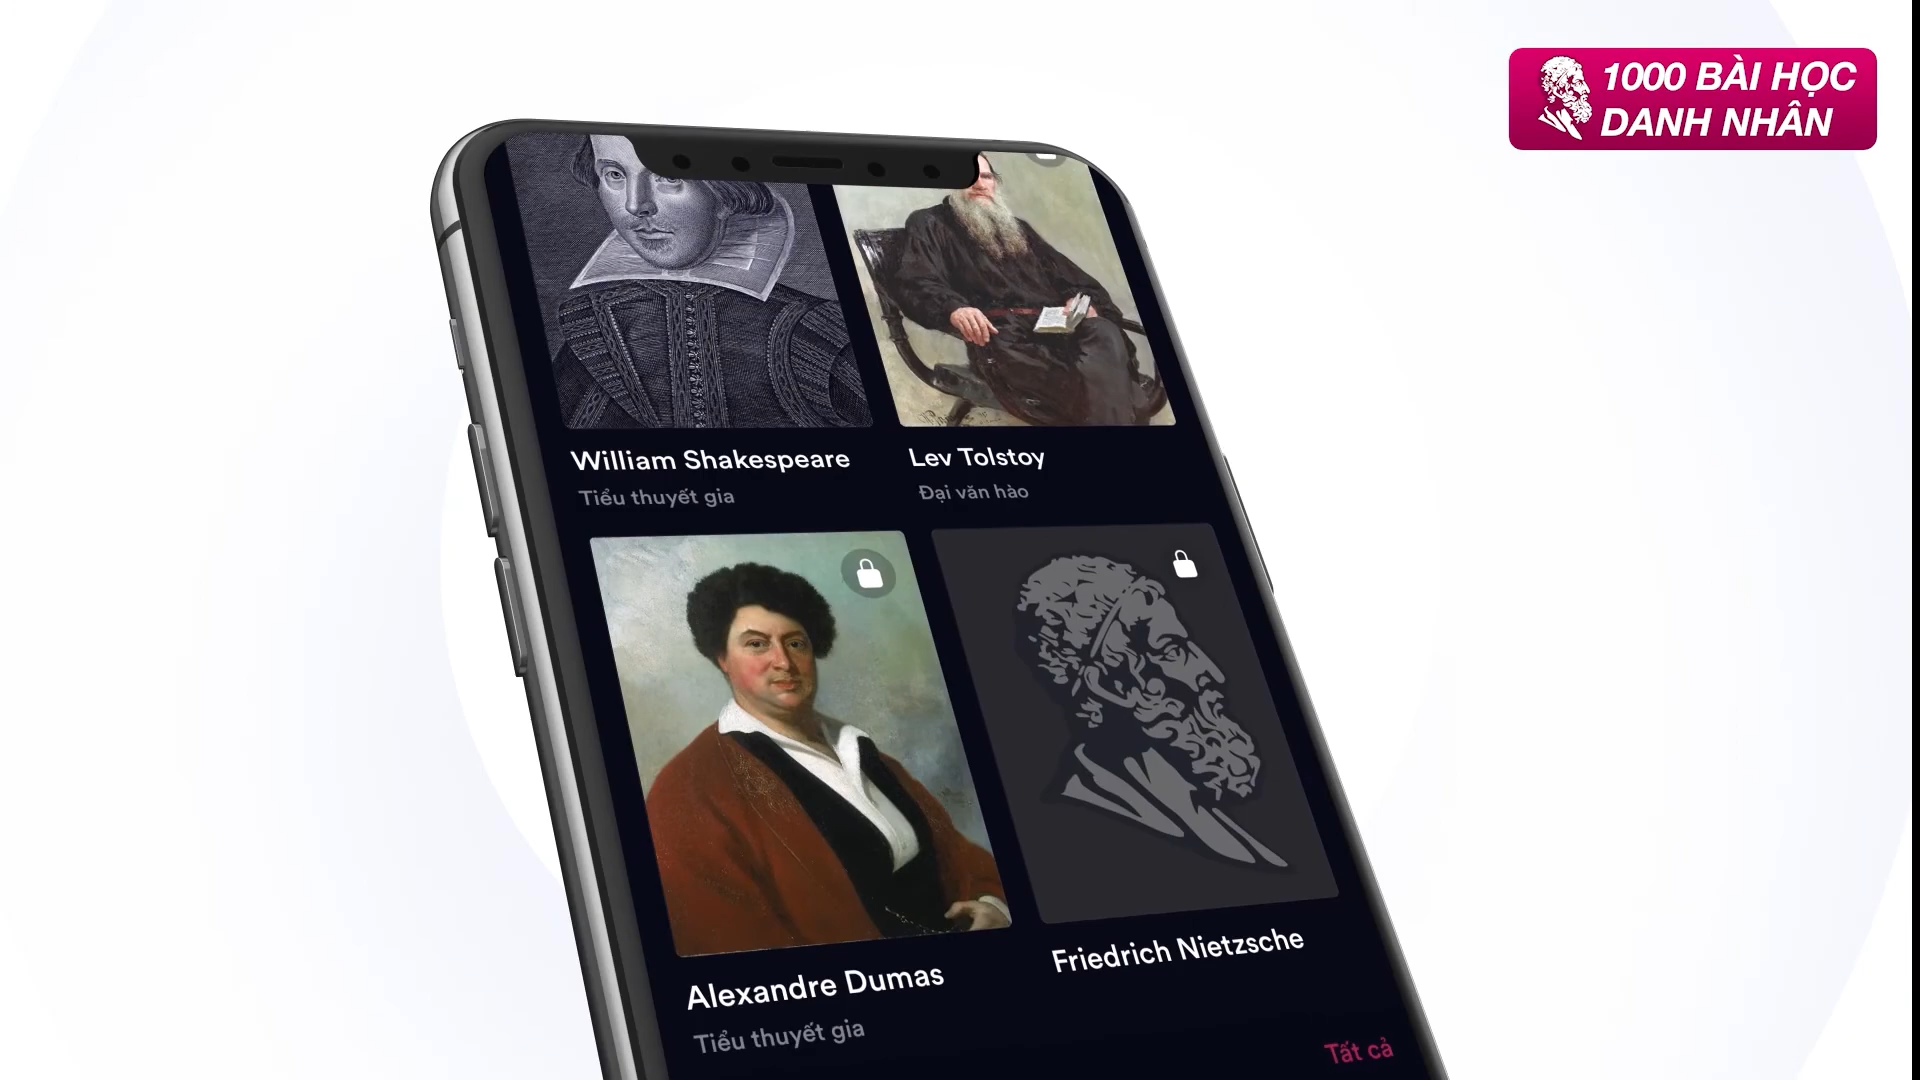 1000 BÀI HỌC
DANH NHÂN
William Shakespeare
Lev Tolstoy
Tiểu thuyết gia
Đại văn hào
Alexandre Dumas
Friedrich Nietzsche
Tiểu thuyết gia
Tất cả